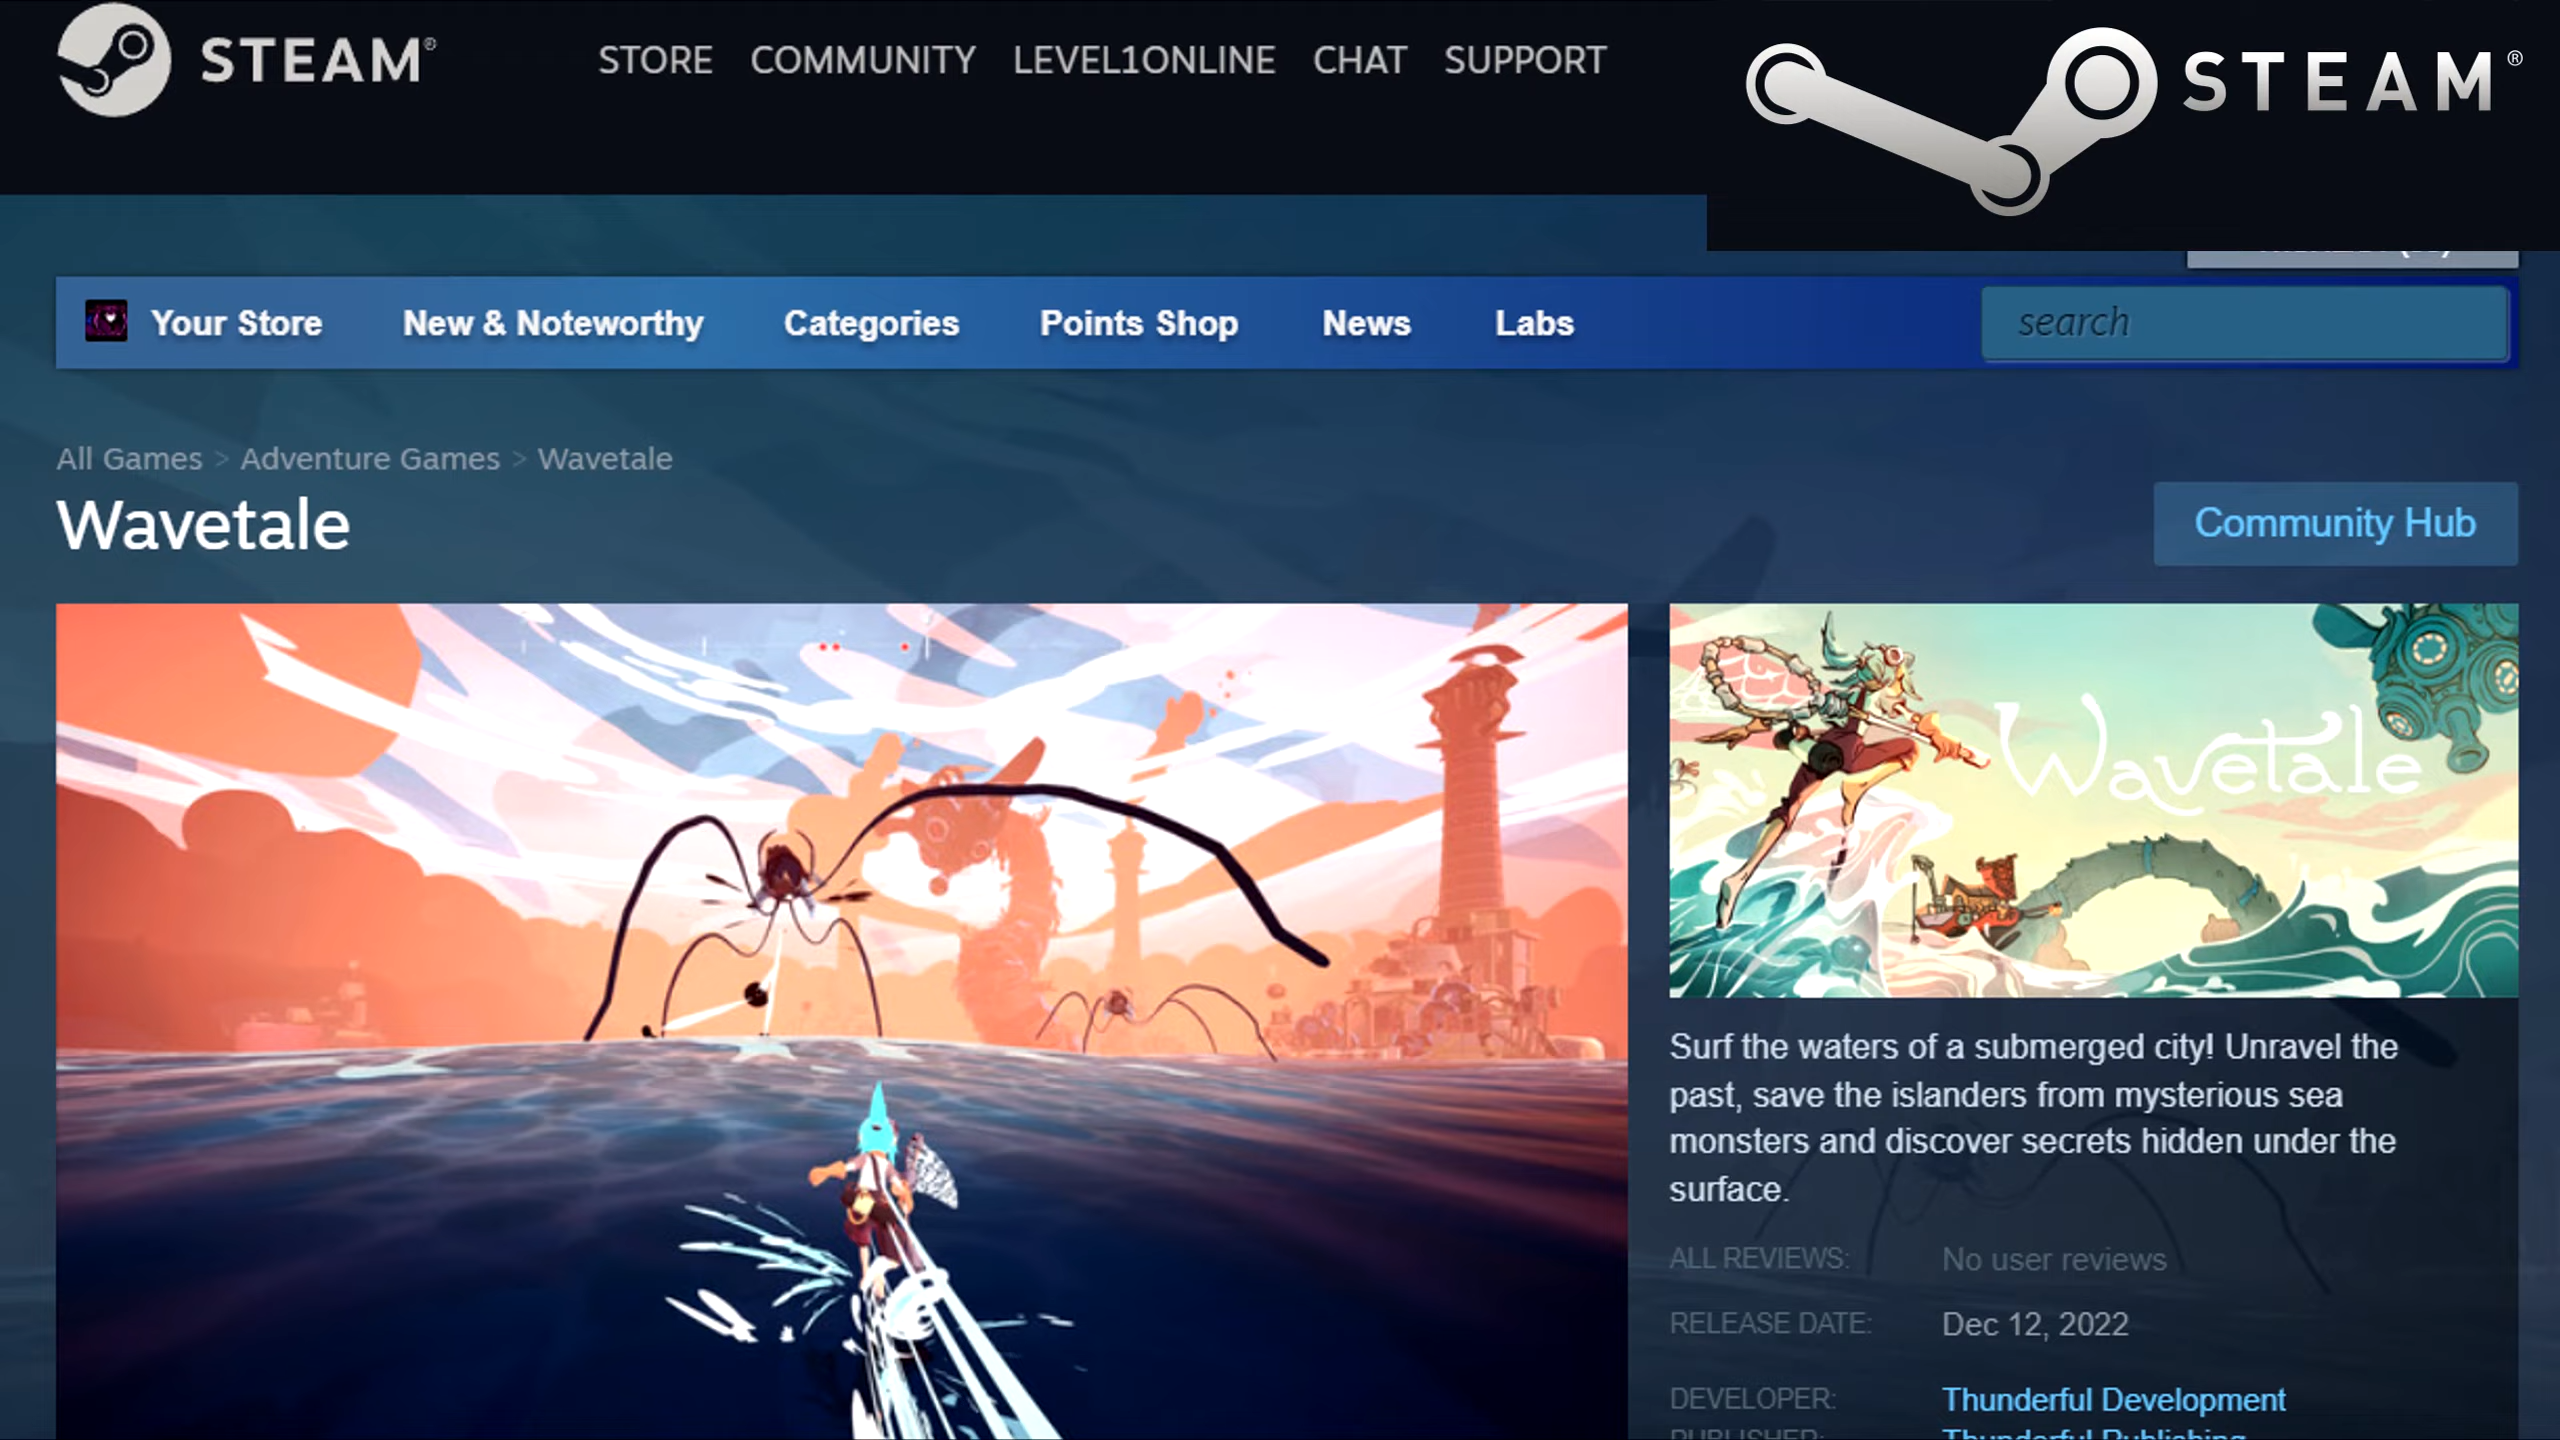 STEAM®
STORE COMMUNITY LEVEL1ONLINE CHAT SUPPORT
STEAM®
Your Store New & Noteworthy Categories Points Shop News Labs search
All Games > Adventure Games > Wavetale
Wavetale
Community Hub
Wavetale
Surf the waters of a submerged city! Unravel the
past, save the islanders from mysterious sea
monsters and discover secrets hidden under the
surface.
ALL REVIEWS: No user reviews
RELEASE DATE: Dec 12, 2022
DEVELOPER: Thunderful Development
PUBLISHER: Thunderful Publishing